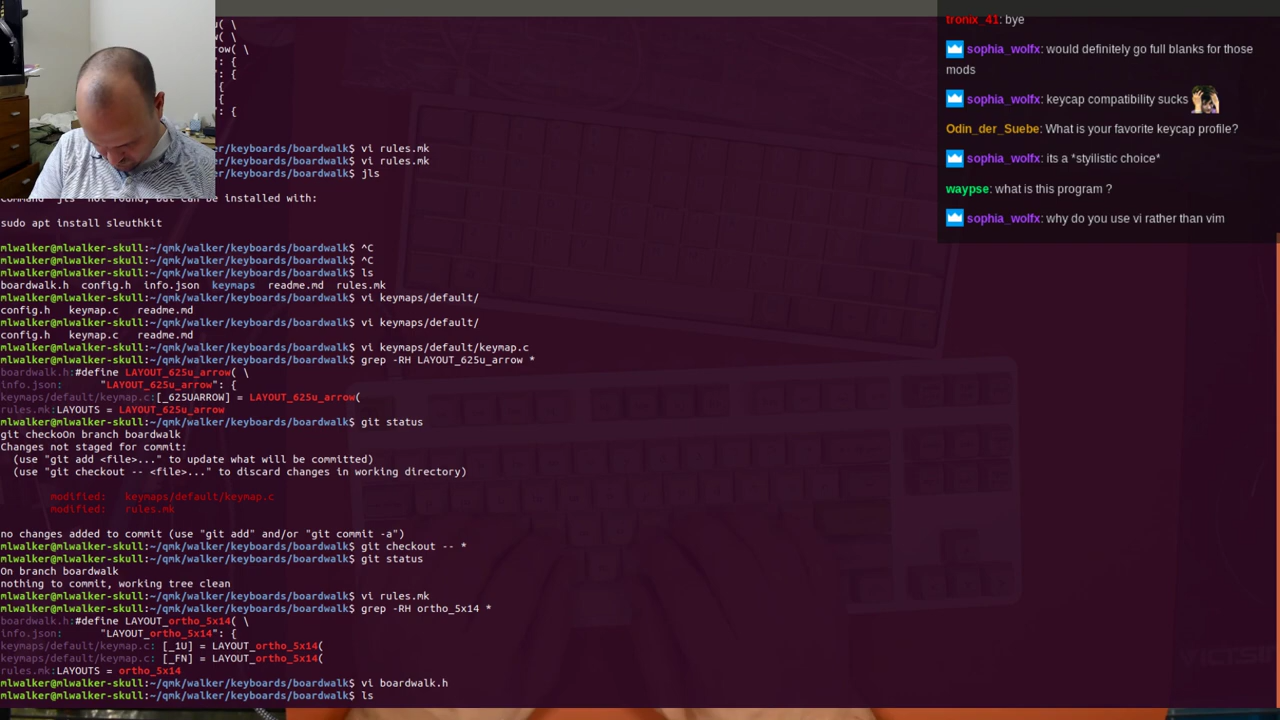 u( \
w( \
row( \
": {
": {
{
{
": {
er/keyboards/boardwalk$ vi rules.mk
er/keyboards/boardwalk$ vi rules.mk
er/keyboards/boardwalk$ jls
Command 'jls' not found, but can be installed with:
sudo apt install sleuthkit
mlwalker@mlwalker-skull:~/qmk/walker/keyboards/boardwalk$ ^C
mlwalker@mlwalker-skull:~/qmk/walker/keyboards/boardwalk$ ^C
mlwalker@mlwalker-skull:~/qmk/walker/keyboards/boardwalk$ ls
boardwalk.h  config.h  info.json  keymaps  readme.md  rules.mk
mlwalker@mlwalker-skull:~/qmk/walker/keyboards/boardwalk$ vi keymaps/default/
config.h   keymap.c   readme.md
mlwalker@mlwalker-skull:~/qmk/walker/keyboards/boardwalk$ vi keymaps/default/
config.h   keymap.c   readme.md
mlwalker@mlwalker-skull:~/qmk/walker/keyboards/boardwalk$ vi keymaps/default/keymap.c
mlwalker@mlwalker-skull:~/qmk/walker/keyboards/boardwalk$ grep -RH LAYOUT_625u_arrow *
boardwalk.h:#define LAYOUT_625u_arrow( \
info.json:      "LAYOUT_625u_arrow": {
keymaps/default/keymap.c:[_625UARROW] = LAYOUT_625u_arrow(
rules.mk:LAYOUTS = LAYOUT_625u_arrow
mlwalker@mlwalker-skull:~/qmk/walker/keyboards/boardwalk$ git status
git checkoOn branch boardwalk
Changes not staged for commit:
  (use "git add <file>..." to update what will be committed)
  (use "git checkout -- <file>..." to discard changes in working directory)
modified:   keymaps/default/keymap.c
modified:   rules.mk
no changes added to commit (use "git add" and/or "git commit -a")
mlwalker@mlwalker-skull:~/qmk/walker/keyboards/boardwalk$ git checkout -- *
mlwalker@mlwalker-skull:~/qmk/walker/keyboards/boardwalk$ git status
On branch boardwalk
nothing to commit, working tree clean
mlwalker@mlwalker-skull:~/qmk/walker/keyboards/boardwalk$ vi rules.mk
mlwalker@mlwalker-skull:~/qmk/walker/keyboards/boardwalk$ grep -RH ortho_5x14 *
boardwalk.h:#define LAYOUT_ortho_5x14( \
info.json:      "LAYOUT_ortho_5x14": {
keymaps/default/keymap.c: [_1U] = LAYOUT_ortho_5x14(
keymaps/default/keymap.c: [_FN] = LAYOUT_ortho_5x14(
rules.mk:LAYOUTS = ortho_5x14
mlwalker@mlwalker-skull:~/qmk/walker/keyboards/boardwalk$ vi boardwalk.h
mlwalker@mlwalker-skull:~/qmk/walker/keyboards/boardwalk$ ls
tronix_41: bye
sophia_wolfx: would definitely go full blanks for those
mods
sophia_wolfx: keycap compatibility sucks
Odin_der_Suebe: What is your favorite keycap profile?
sophia_wolfx: its a *styilistic choice*
waypse: what is this program ?
sophia_wolfx: why do you use vi rather than vim